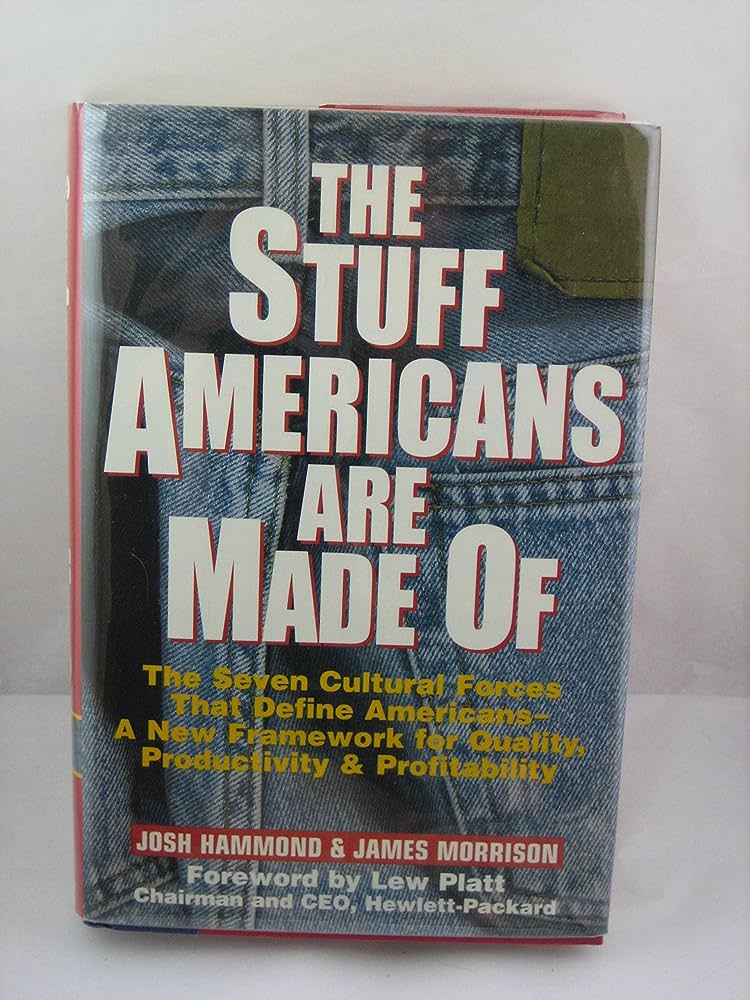 THE
STUFF
AMERICANS
ARE
MADE OF
The Seven Cultural Forces
That Define Americans–
A New Framework for Quality,
Productivity & Profitability
JOSH HAMMOND & JAMES MORRISON
Foreword by Lew Platt
Chairman and CEO, Hewlett-Packard